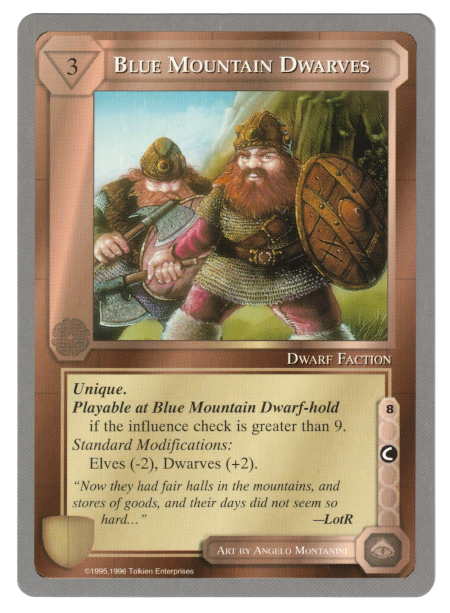 3
BLUE MOUNTAIN DWARVES
DWARF FACTION
Unique.
Playable at Blue Mountain Dwarf-hold
if the influence check is greater than 9.
Standard Modifications:
Elves (-2), Dwarves (+2).
“Now they had fair halls in the mountains, and
stores of goods, and their days did not seem so
hard...” —LotR
8
C
ART BY ANGELO MONTANINI
©1995,1996 Tolkien Enterprises